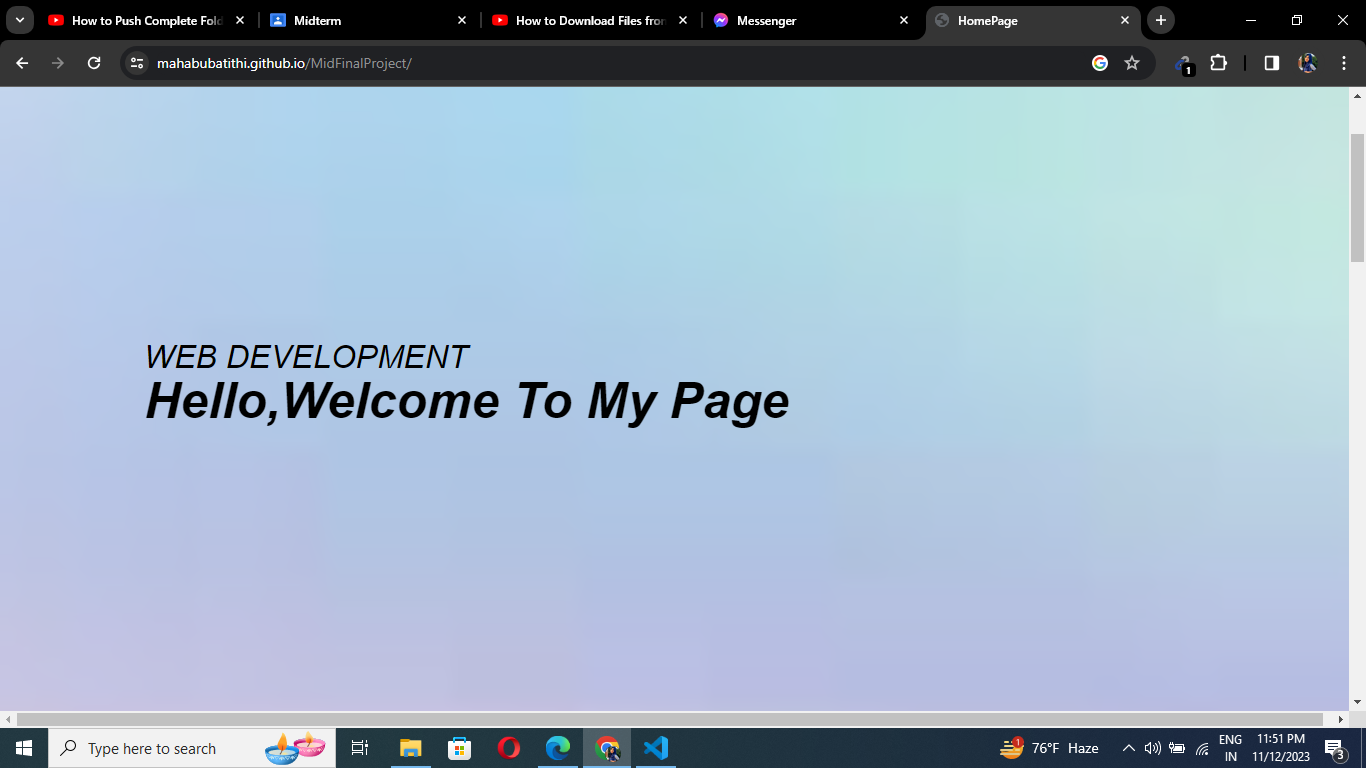 How to Push Complete Fold
Midterm
How to Download Files from
Messenger
HomePage
mahabubatithi.github.io/MidFinalProject/
1
WEB DEVELOPMENT
Hello,Welcome To My Page
Type here to search
1
76°F Haze
ENG
IN
11:51 PM
11/12/2023
3